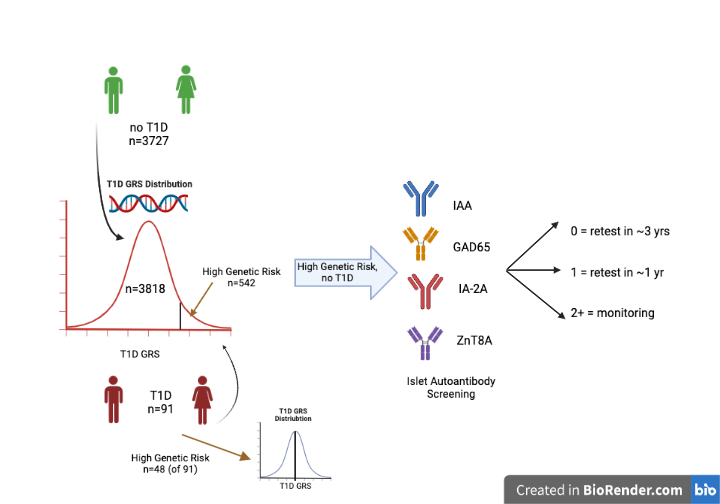 no T1D
n=3727
T1D GRS Distribution
n=3818
High Genetic Risk
n=542
T1D GRS
T1D
n=91
High Genetic Risk
n=48 (of 91)
T1D GRS
Distriubtion
T1D GRS
High Genetic Risk,
no T1D
IAA
GAD65
IA-2A
ZnT8A
Islet Autoantibody
Screening
0 = retest in ~3 yrs
1 = retest in ~1 yr
2+ = monitoring
Created in BioRender.com bio